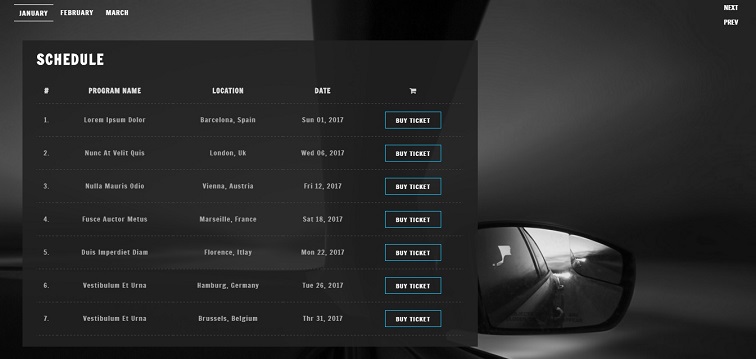 JANUARY FEBRUARY MARCH
NEXT
PREV
SCHEDULE
# PROGRAM NAME LOCATION DATE
1. Lorem Ipsum Dolor Barcelona, Spain Sun 01, 2017 BUY TICKET
2. Nunc At Velit Quis London, Uk Wed 06, 2017 BUY TICKET
3. Nulla Mauris Odio Vienna, Austria Fri 12, 2017 BUY TICKET
4. Fusce Auctor Metus Marseille, France Sat 18, 2017 BUY TICKET
5. Duis Imperdiet Diam Florence, Itlay Mon 22, 2017 BUY TICKET
6. Vestibulum Et Urna Hamburg, Germany Tue 26, 2017 BUY TICKET
7. Vestibulum Et Urna Brussels, Belgium Thr 31, 2017 BUY TICKET